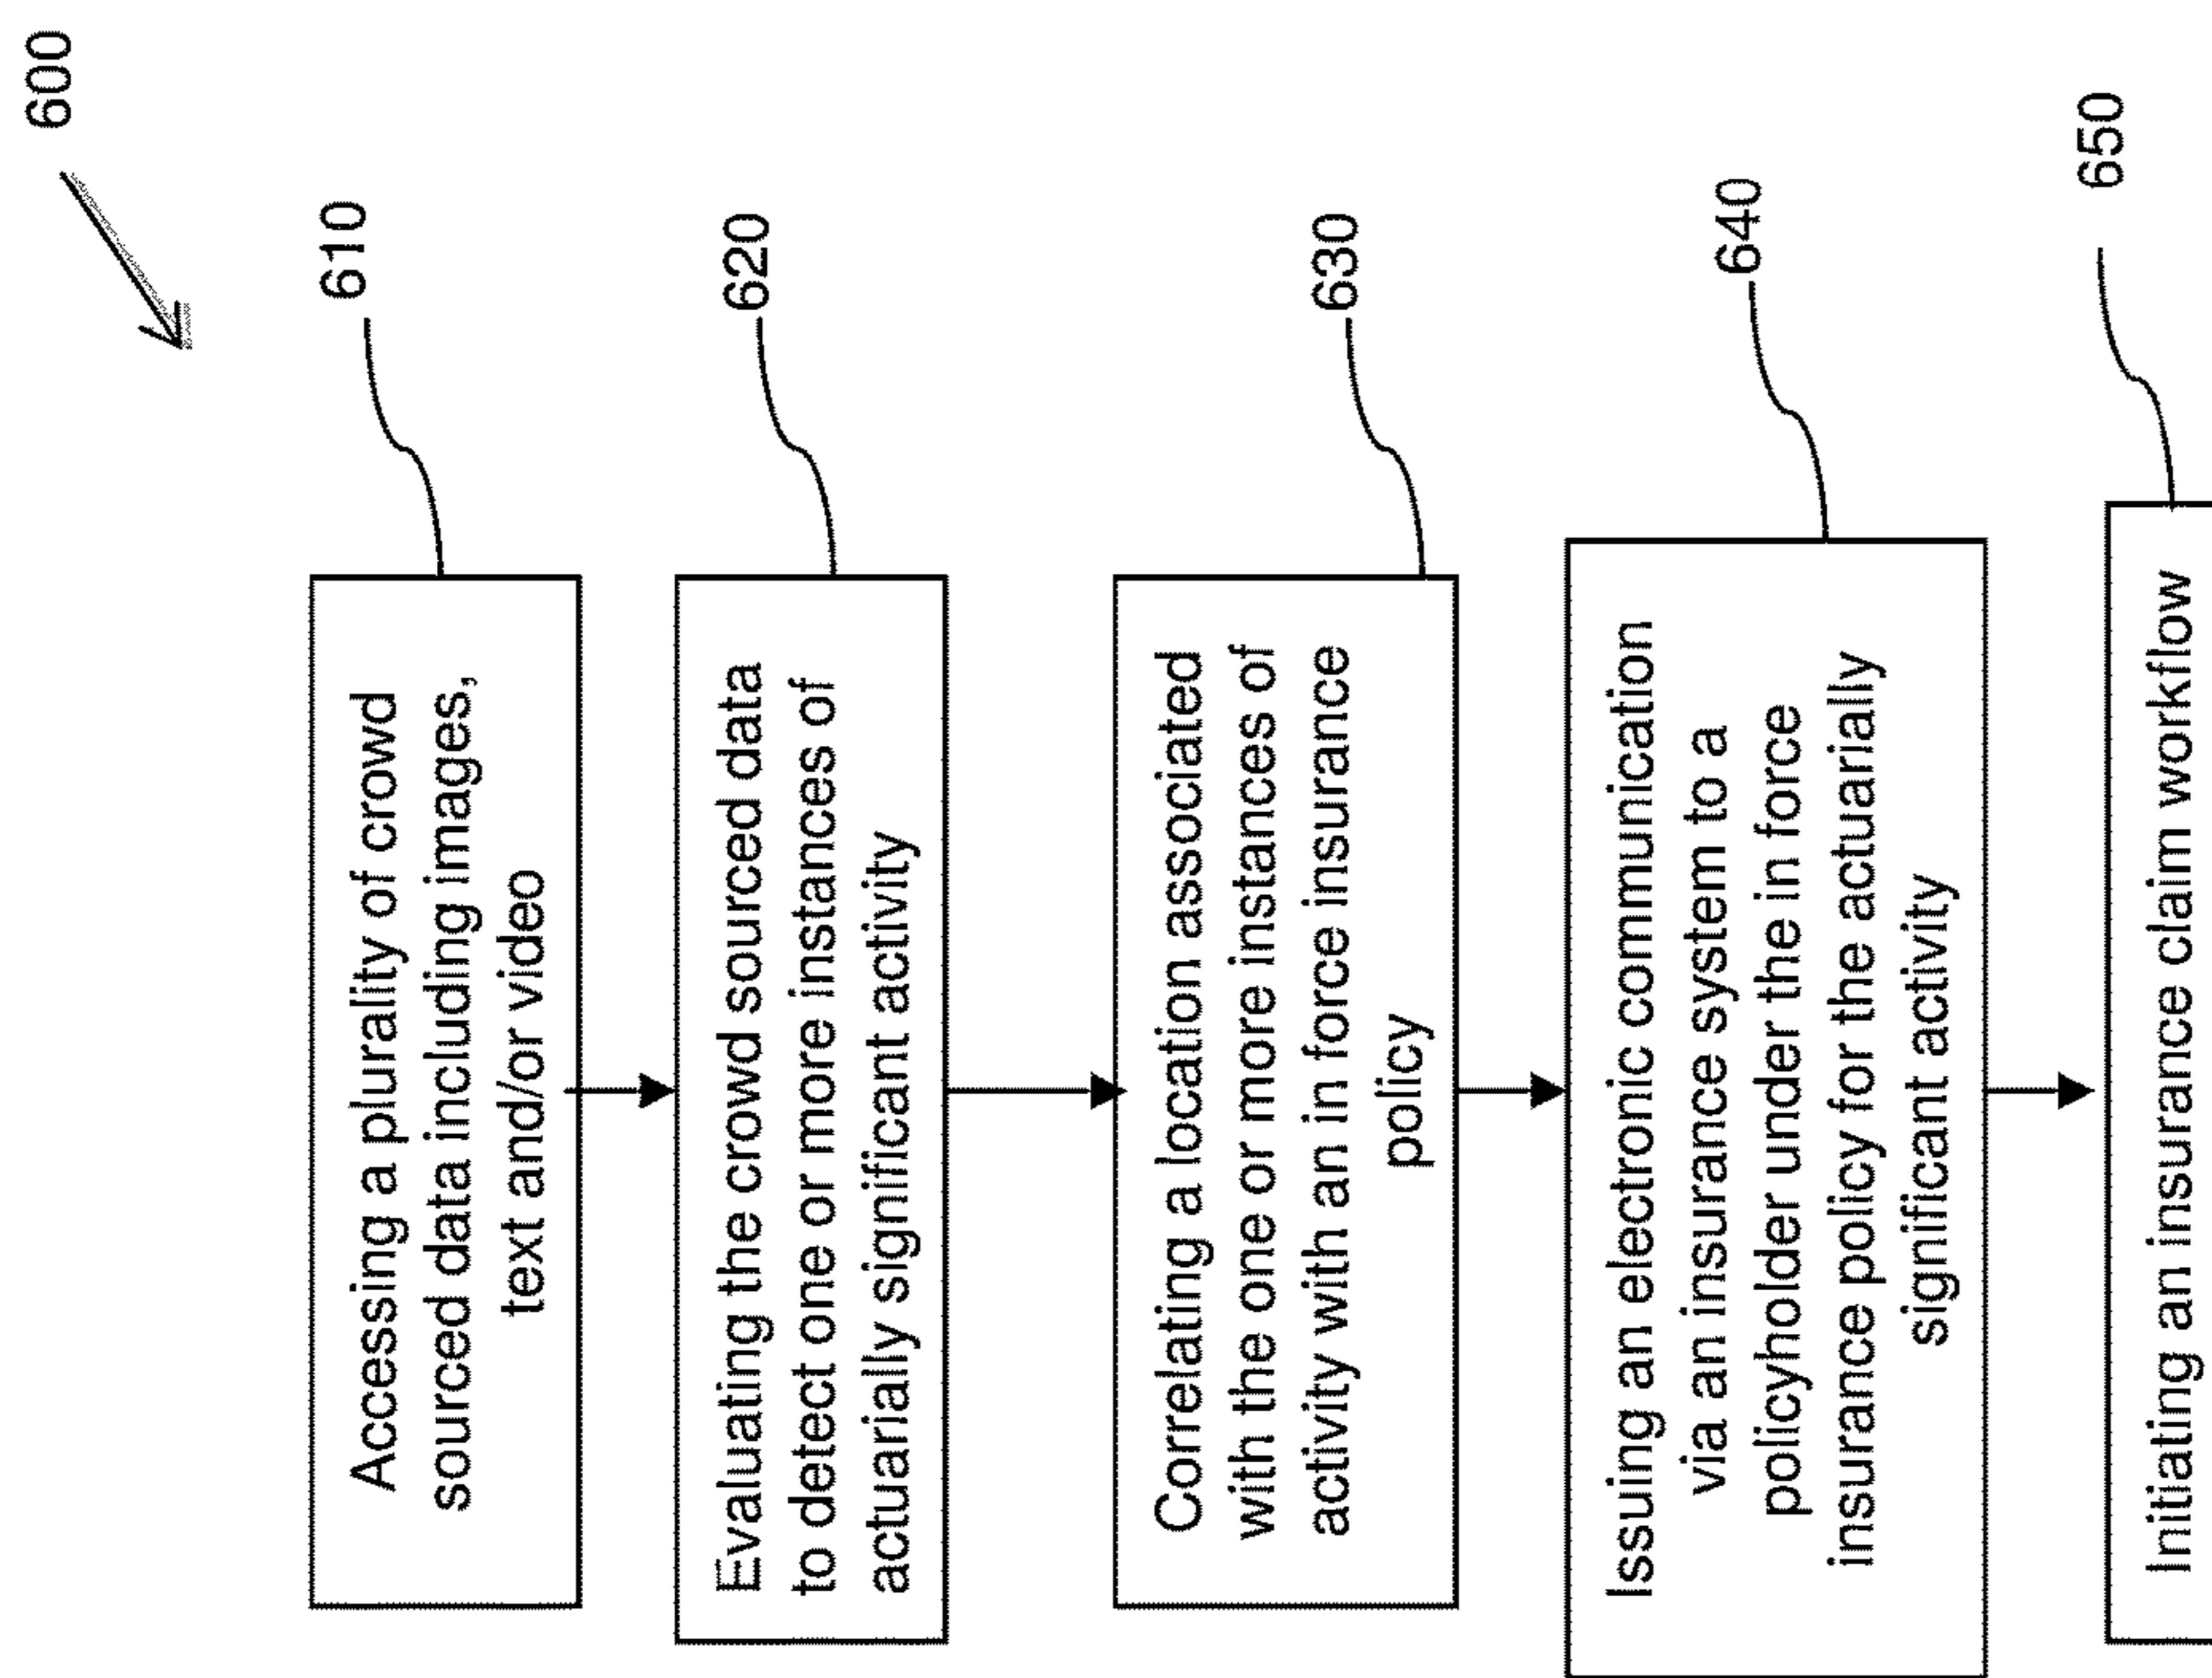 600
610
Accessing a plurality of crowd
sourced data including images,
text and/or video
620
Evaluating the crowd sourced data
to detect one or more instances of
actuarially significant activity
630
Correlating a location associated
with the one or more instances of
activity with an in force insurance
policy
640
Issuing an electronic communication
via an insurance system to a
policyholder under the in force
insurance policy for the actuarially
significant activity
650
Initiating an insurance claim workflow